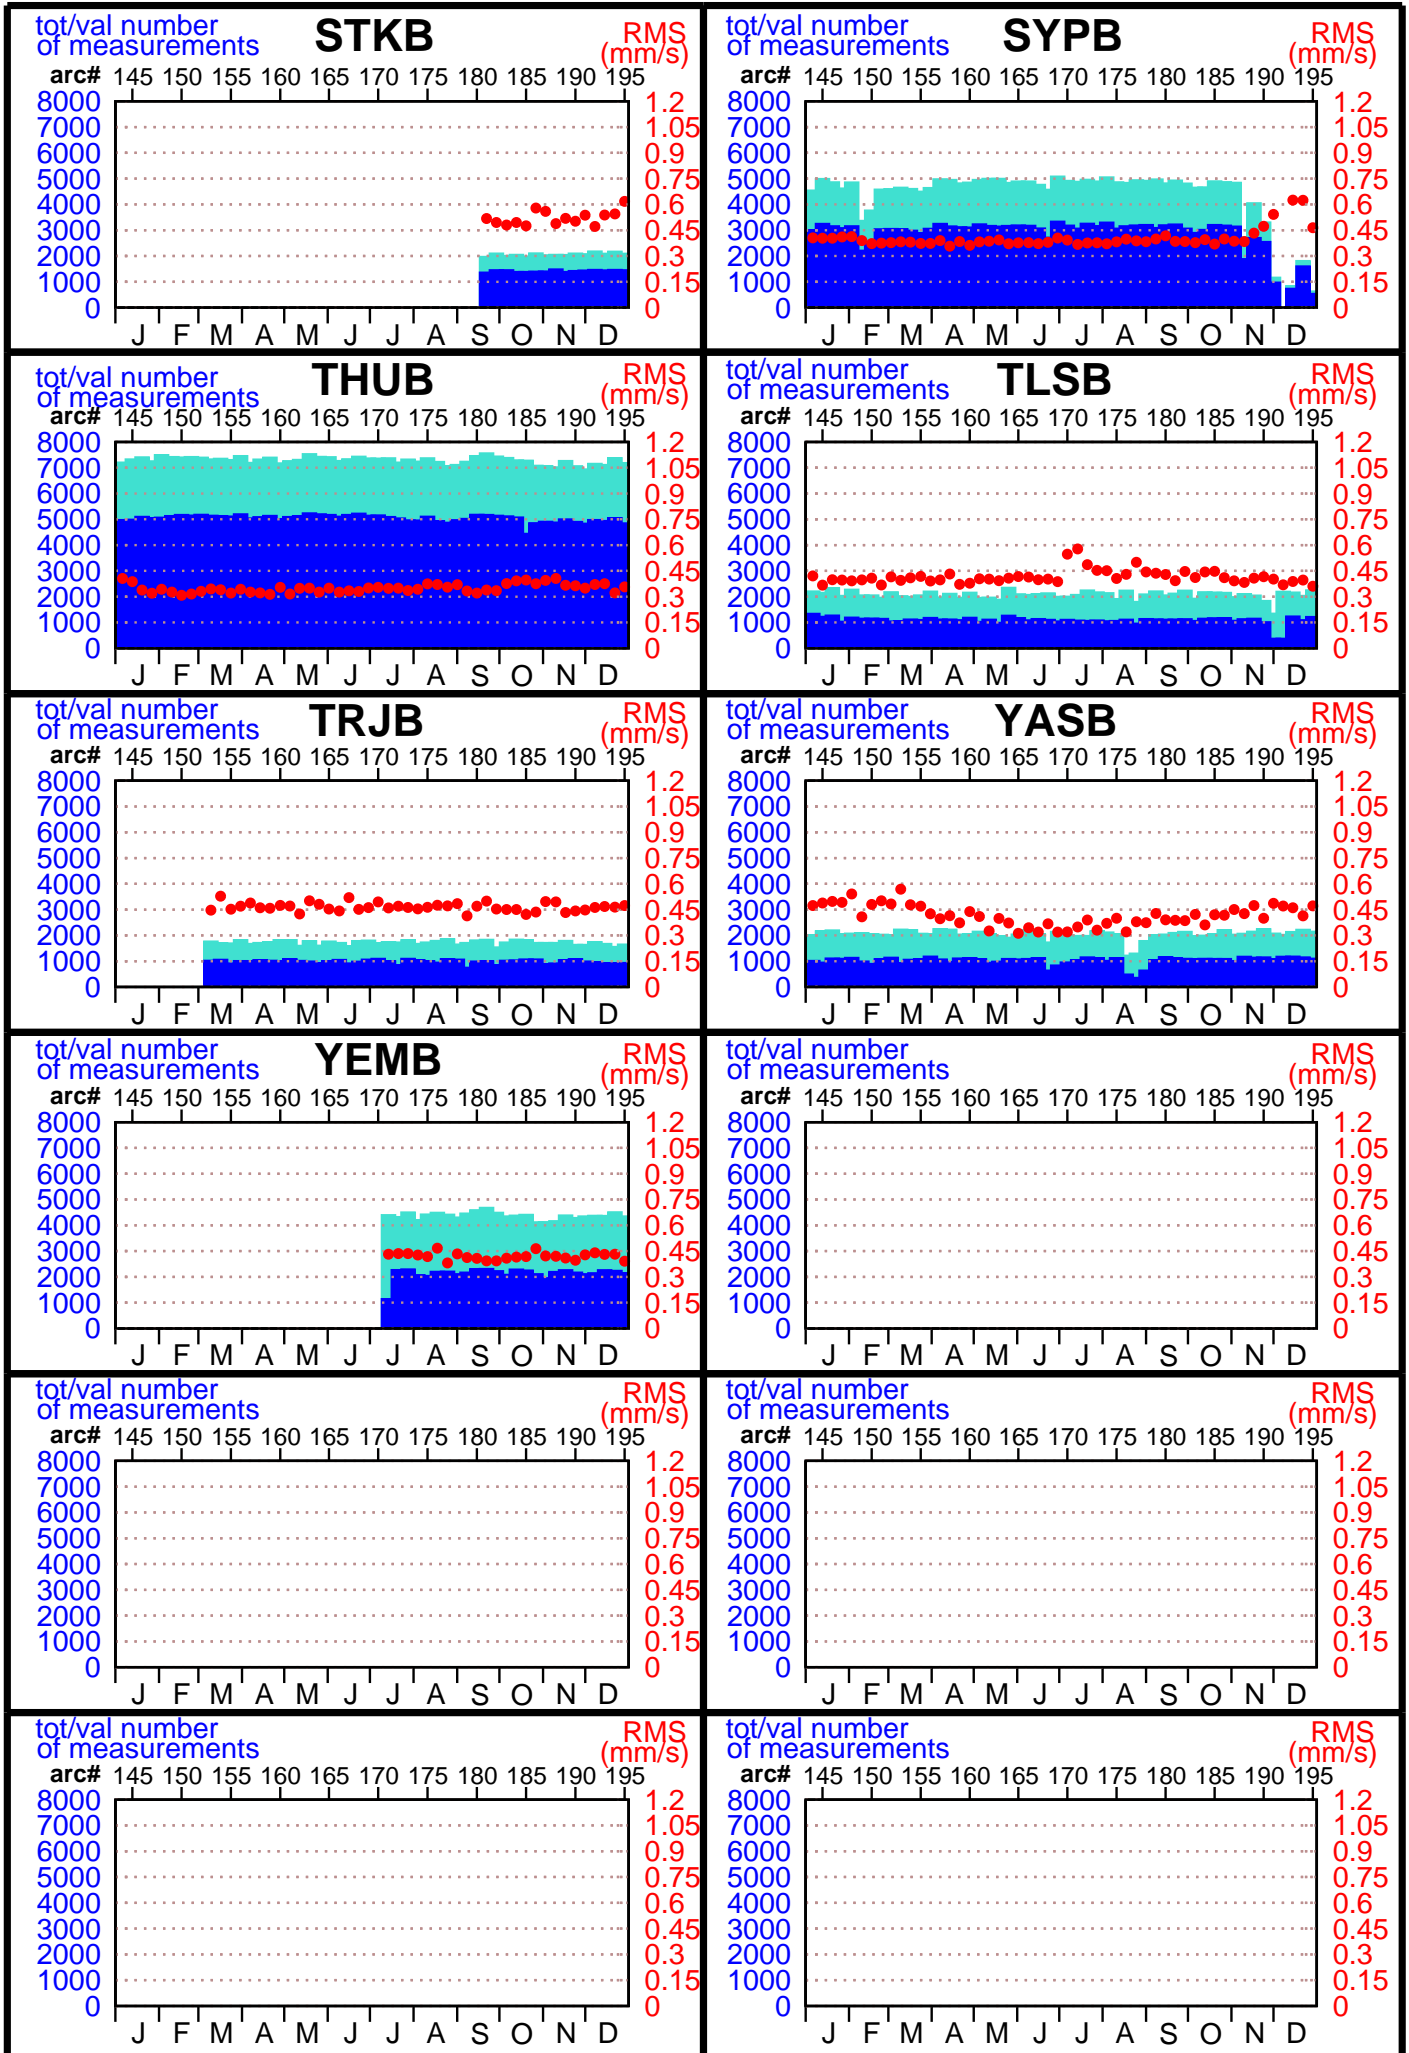 tot/val number
of measurements
STKB
RMS
(mm/s)
arc# 145 150 155 160 165 170 175 180 185 190 195
8000 1.2
7000 1.05
6000 0.9
5000 0.75
4000 0.6
3000 0.45
2000 0.3
1000 0.15
0 0
J F M A M J J A S O N D
tot/val number
of measurements
SYPB
RMS
(mm/s)
arc# 145 150 155 160 165 170 175 180 185 190 195
8000 1.2
7000 1.05
6000 0.9
5000 0.75
4000 0.6
3000 0.45
2000 0.3
1000 0.15
0 0
J F M A M J J A S O N D
tot/val number
of measurements
THUB
RMS
(mm/s)
arc# 145 150 155 160 165 170 175 180 185 190 195
8000 1.2
7000 1.05
6000 0.9
5000 0.75
4000 0.6
3000 0.45
2000 0.3
1000 0.15
0 0
J F M A M J J A S O N D
tot/val number
of measurements
TLSB
RMS
(mm/s)
arc# 145 150 155 160 165 170 175 180 185 190 195
8000 1.2
7000 1.05
6000 0.9
5000 0.75
4000 0.6
3000 0.45
2000 0.3
1000 0.15
0 0
J F M A M J J A S O N D
tot/val number
of measurements
TRJB
RMS
(mm/s)
arc# 145 150 155 160 165 170 175 180 185 190 195
8000 1.2
7000 1.05
6000 0.9
5000 0.75
4000 0.6
3000 0.45
2000 0.3
1000 0.15
0 0
J F M A M J J A S O N D
tot/val number
of measurements
YASB
RMS
(mm/s)
arc# 145 150 155 160 165 170 175 180 185 190 195
8000 1.2
7000 1.05
6000 0.9
5000 0.75
4000 0.6
3000 0.45
2000 0.3
1000 0.15
0 0
J F M A M J J A S O N D
tot/val number
of measurements
YEMB
RMS
(mm/s)
arc# 145 150 155 160 165 170 175 180 185 190 195
8000 1.2
7000 1.05
6000 0.9
5000 0.75
4000 0.6
3000 0.45
2000 0.3
1000 0.15
0 0
J F M A M J J A S O N D
tot/val number
of measurements
RMS
(mm/s)
arc# 145 150 155 160 165 170 175 180 185 190 195
8000 1.2
7000 1.05
6000 0.9
5000 0.75
4000 0.6
3000 0.45
2000 0.3
1000 0.15
0 0
J F M A M J J A S O N D
tot/val number
of measurements
RMS
(mm/s)
arc# 145 150 155 160 165 170 175 180 185 190 195
8000 1.2
7000 1.05
6000 0.9
5000 0.75
4000 0.6
3000 0.45
2000 0.3
1000 0.15
0 0
J F M A M J J A S O N D
tot/val number
of measurements
RMS
(mm/s)
arc# 145 150 155 160 165 170 175 180 185 190 195
8000 1.2
7000 1.05
6000 0.9
5000 0.75
4000 0.6
3000 0.45
2000 0.3
1000 0.15
0 0
J F M A M J J A S O N D
tot/val number
of measurements
RMS
(mm/s)
arc# 145 150 155 160 165 170 175 180 185 190 195
8000 1.2
7000 1.05
6000 0.9
5000 0.75
4000 0.6
3000 0.45
2000 0.3
1000 0.15
0 0
J F M A M J J A S O N D
tot/val number
of measurements
RMS
(mm/s)
arc# 145 150 155 160 165 170 175 180 185 190 195
8000 1.2
7000 1.05
6000 0.9
5000 0.75
4000 0.6
3000 0.45
2000 0.3
1000 0.15
0 0
J F M A M J J A S O N D